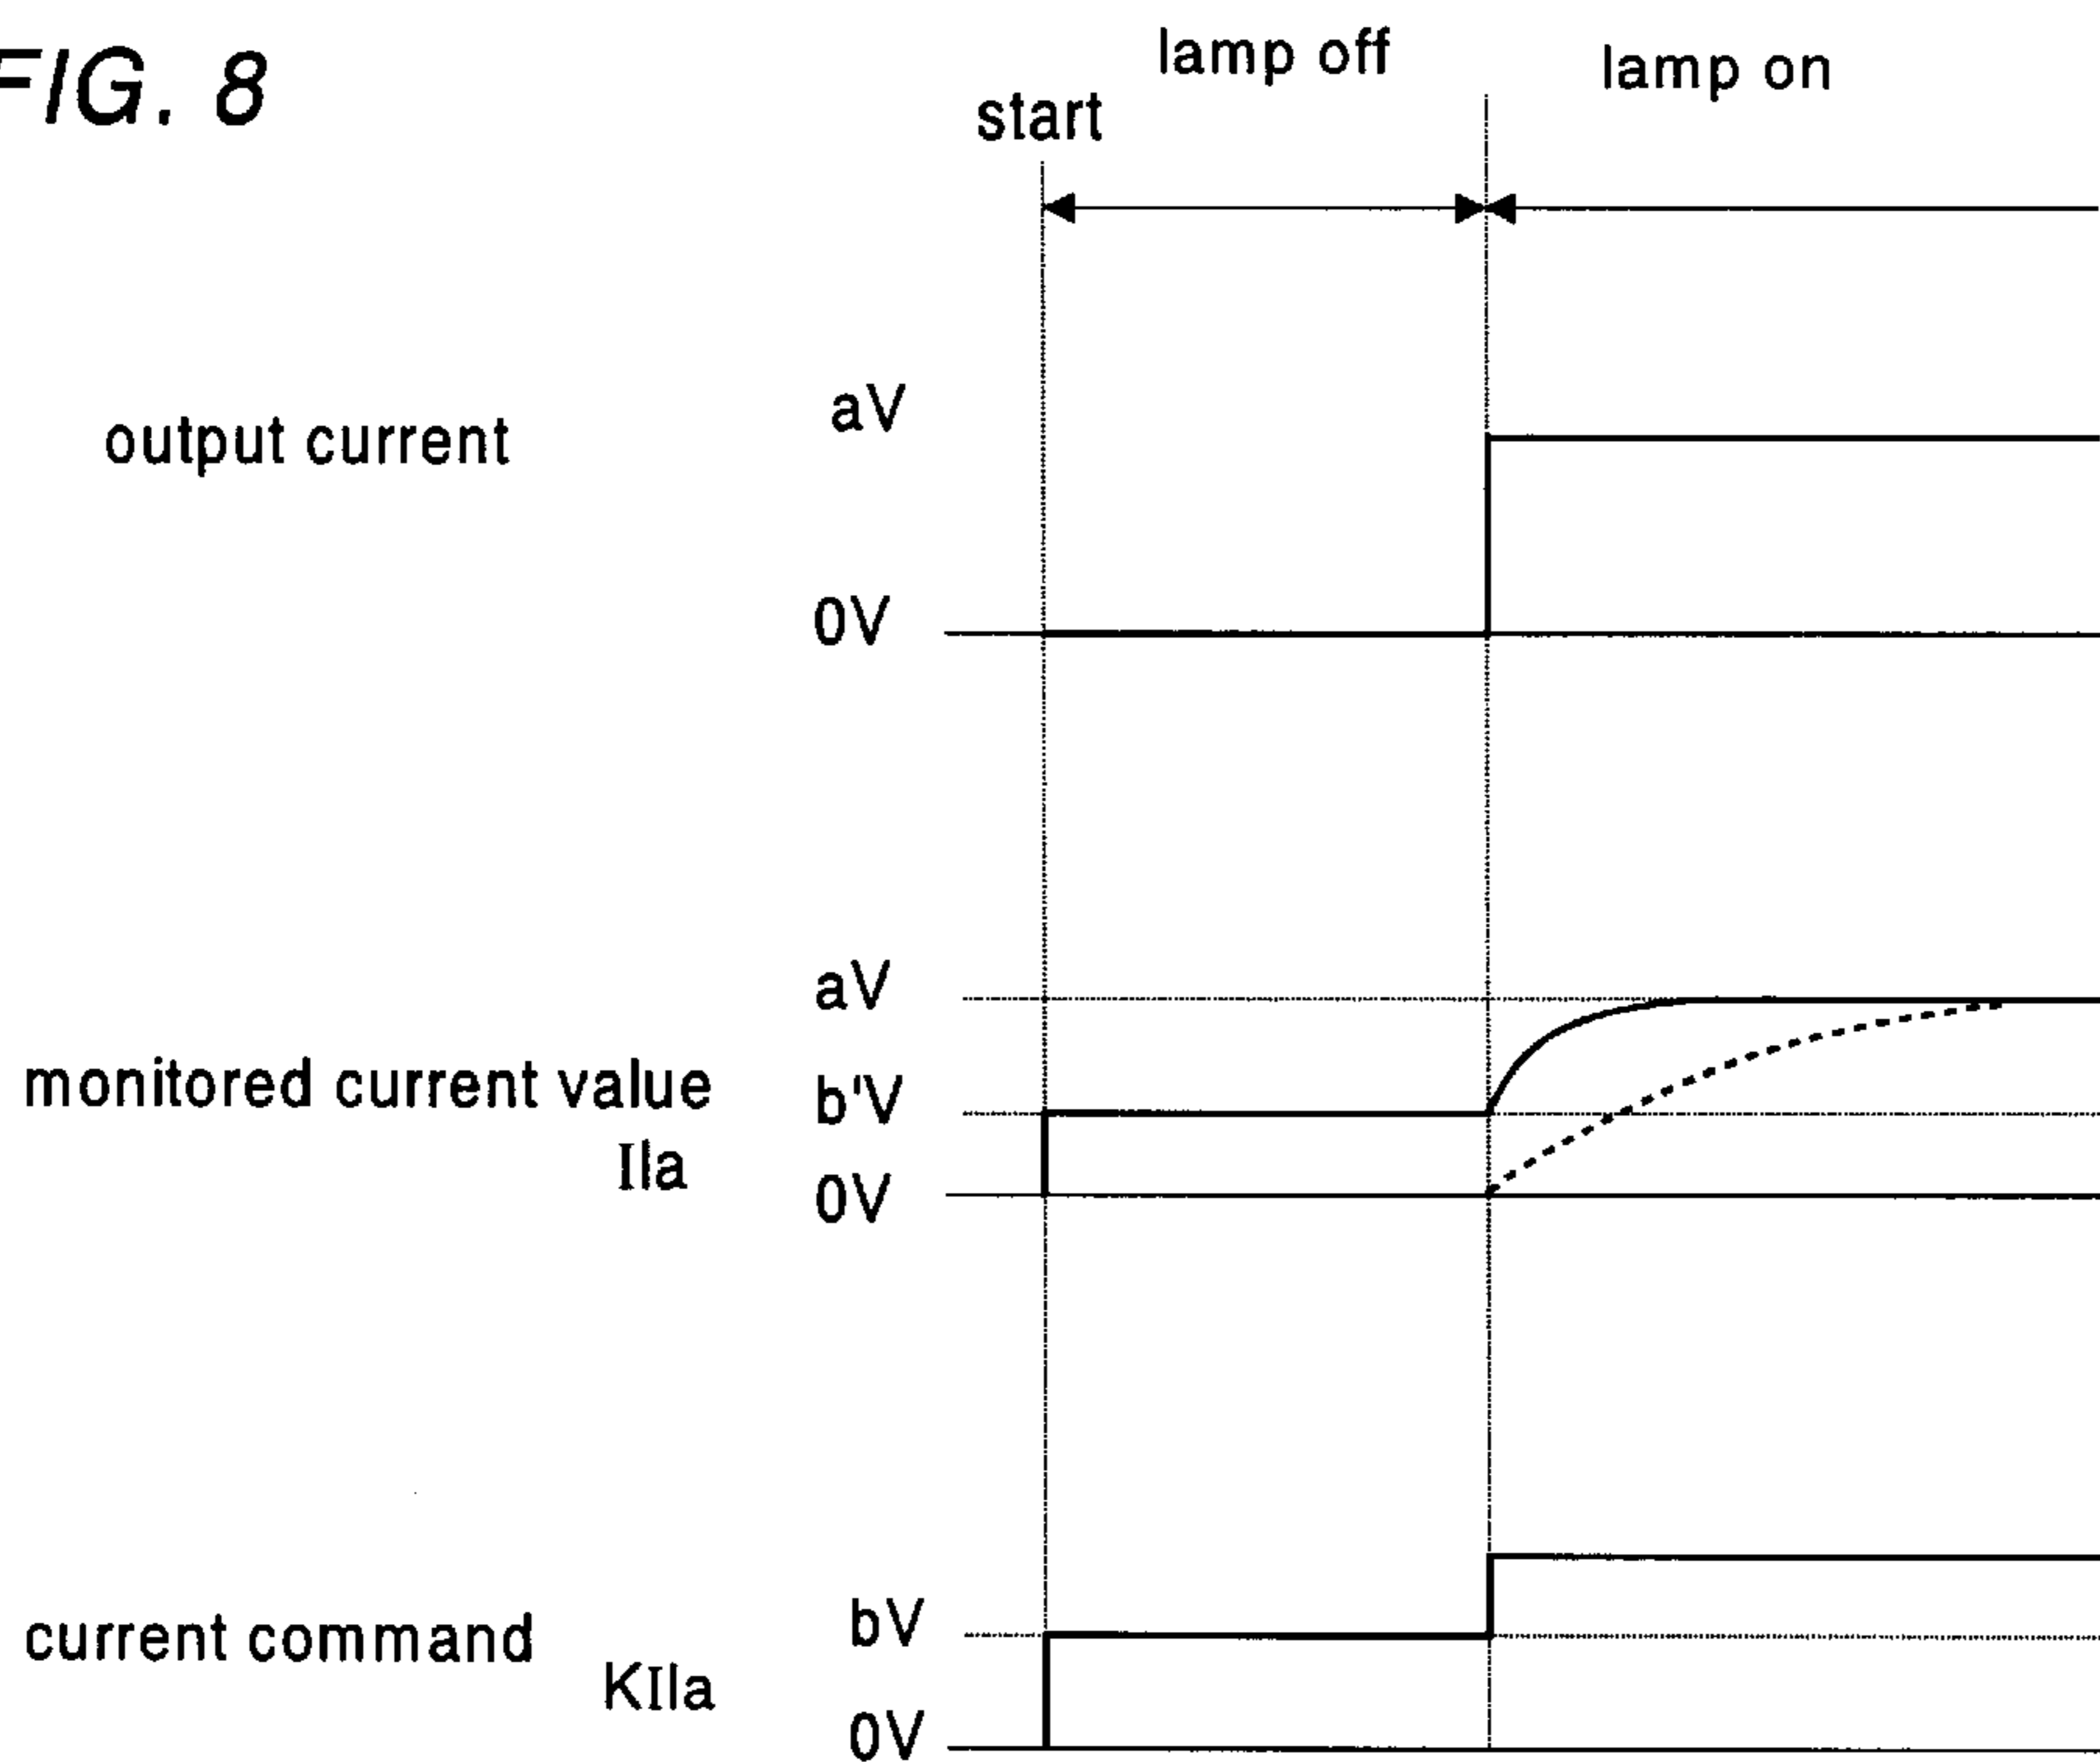 FIG. 8
lamp off
lamp on
start
output current
aV
0V
monitored current value
Ila
aV
b'V
0V
current command
KIla
bV
0V